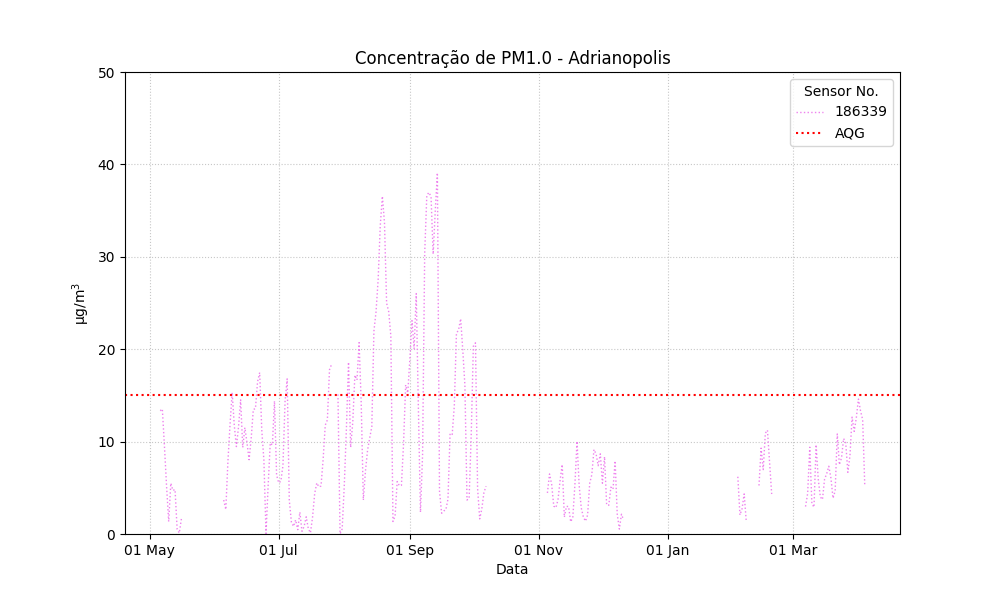 Concentração de PM1.0 - Adrianopolis
50
40
30
20
10
0
µg/m³
Sensor No.
186339
AQG
01 May
01 Jul
01 Sep
01 Nov
01 Jan
01 Mar
Data